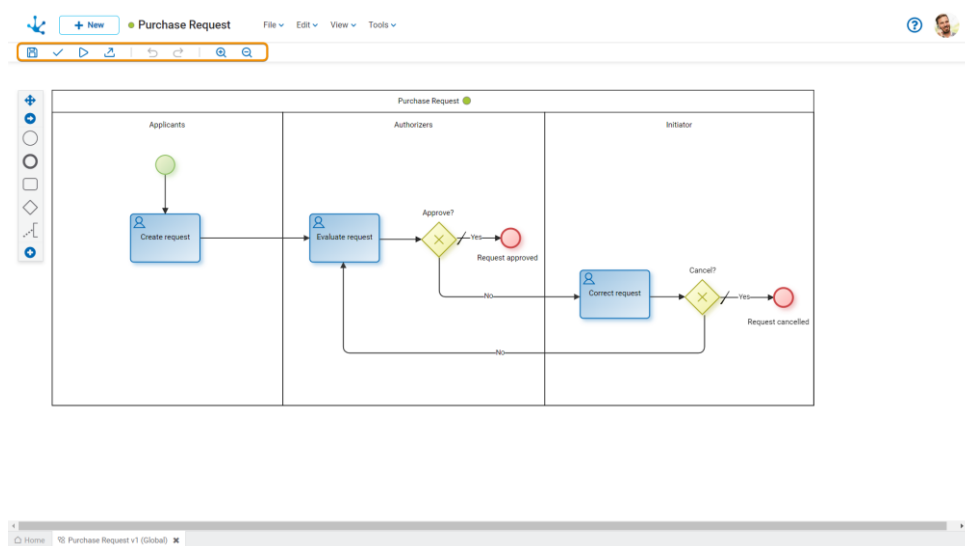 New
Purchase Request
File
Edit
View
Tools
?
Purchase Request
Applicants
Authorizers
Initiator
Approve?
Create request
Evaluate request
Yes
Request approved
Cancel?
Correct request
No
Yes
Request cancelled
No
Home
Purchase Request v1 (Global)